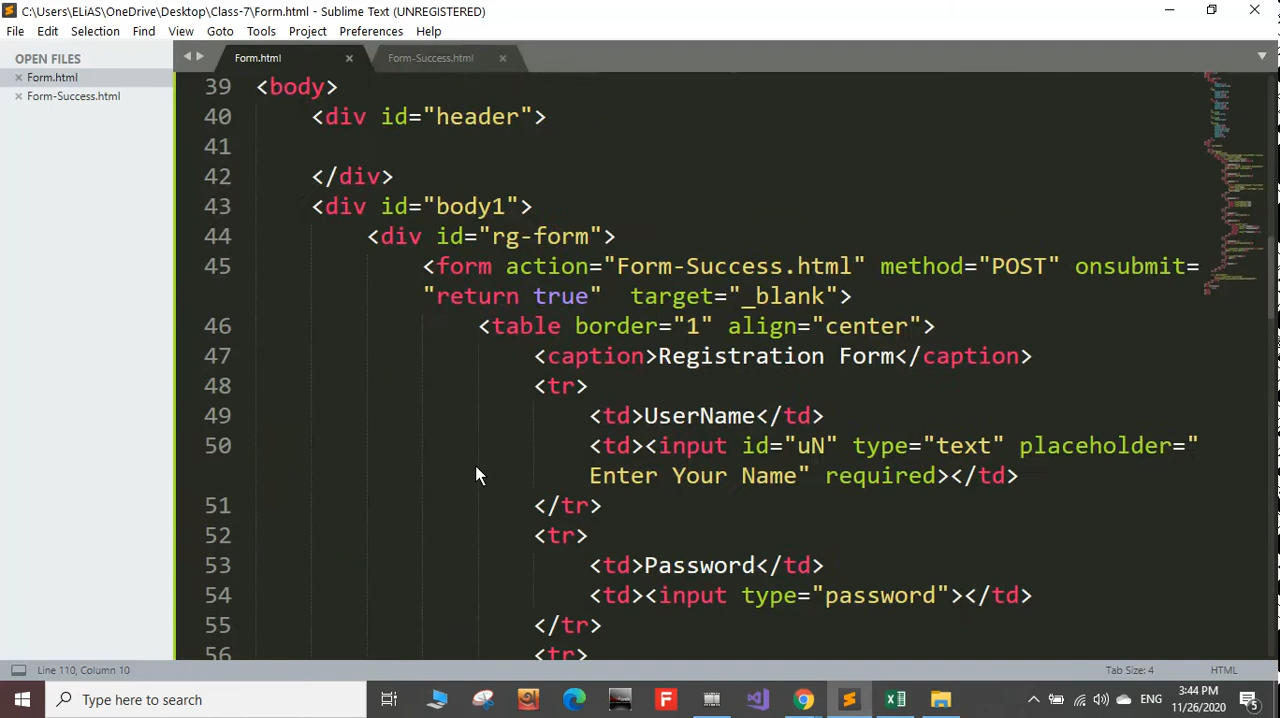 C:\Users\ELiAS\OneDrive\Desktop\Class-7\Form.html - Sublime Text (UNREGISTERED)
File Edit Selection Find View Goto Tools Project Preferences Help
OPEN FILES
Form.html
Form-Success.html
Form.html
Form-Success.html
39 <body>
40 <div id="header">
41
42 </div>
43 <div id="body1">
44 <div id="rg-form">
45 <form action="Form-Success.html" method="POST" onsubmit=
"return true"  target="_blank">
46 <table border="1" align="center">
47 <caption>Registration Form</caption>
48 <tr>
49 <td>UserName</td>
50 <td><input id="uN" type="text" placeholder="
Enter Your Name" required></td>
51 </tr>
52 <tr>
53 <td>Password</td>
54 <td><input type="password"></td>
55 </tr>
56 <tr>
Line 110, Column 10
Tab Size: 4
HTML
Type here to search
F
ENG
3:44 PM
11/26/2020
5